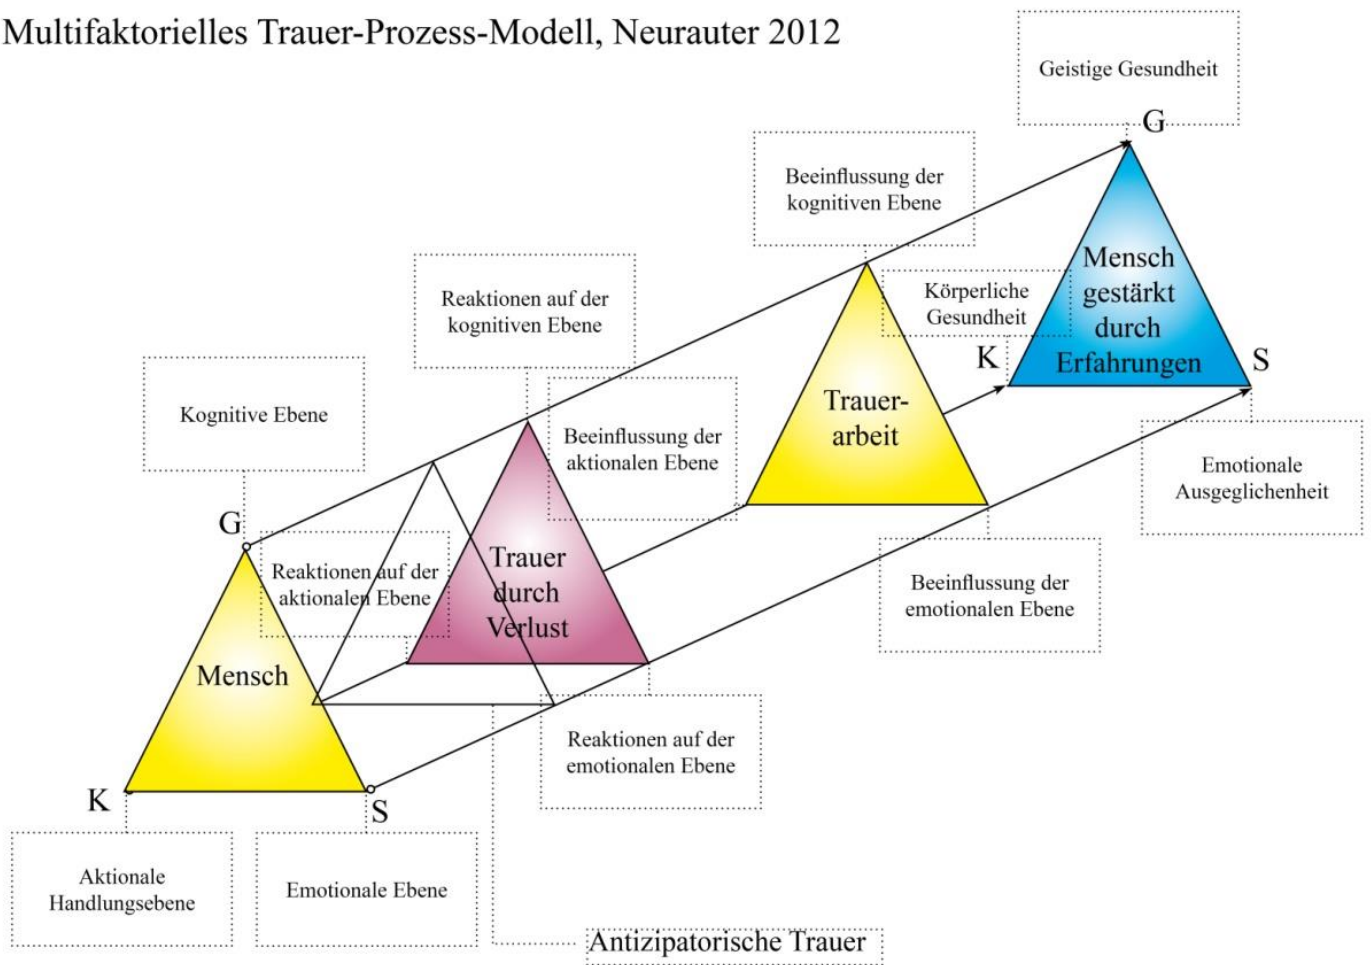 Multifaktorielles Trauer-Prozess-Modell, Neurauter 2012
Geistige Gesundheit
G
Beeinflussung der
kognitiven Ebene
Mensch
gestärkt
durch
Erfahrungen
Körperliche
Gesundheit
K
S
Reaktionen auf der
kognitiven Ebene
Trauer-
arbeit
Kognitive Ebene
Beeinflussung der
aktionalen Ebene
Emotionale
Ausgeglichenheit
G
Reaktionen auf der
aktionalen Ebene
Trauer
durch
Verlust
Beeinflussung der
emotionalen Ebene
Mensch
Reaktionen auf der
emotionalen Ebene
K
S
Aktionale
Handlungsebene
Emotionale Ebene
Antizipatorische Trauer